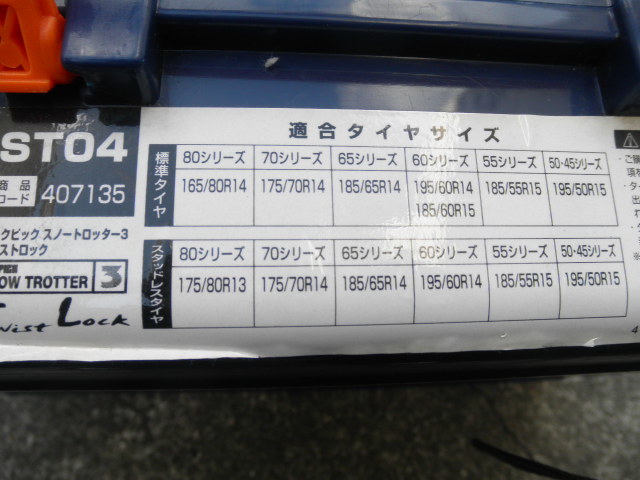 ST04
商品
コード 407135
クピック スノートロッター3
ストロック
OW TROTTER 3
Twist Lock
適合タイヤサイズ
標準タイヤ
80シリーズ 70シリーズ 65シリーズ 60シリーズ 55シリーズ 50・45シリーズ
165/80R14 175/70R14 185/65R14 195/60R14 185/55R15 195/50R15
185/60R15
スタッドレスタイヤ
80シリーズ 70シリーズ 65シリーズ 60シリーズ 55シリーズ 50・45シリーズ
175/80R13 175/70R14 185/65R14 195/60R14 185/55R15 195/50R15